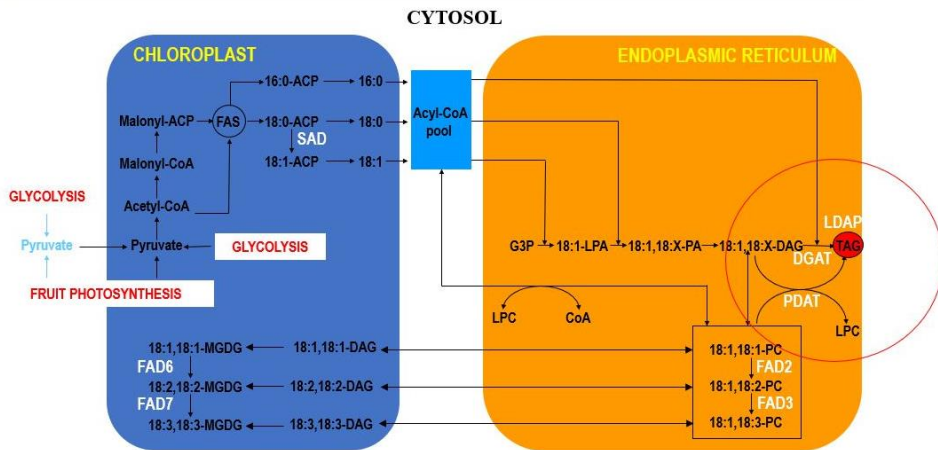 CYTOSOL
CHLOROPLAST
ENDOPLASMIC RETICULUM
16:0-ACP 16:0
Acyl-CoA
pool
Malonyl-ACP FAS 18:0-ACP 18:0
SAD
Malonyl-CoA 18:1-ACP 18:1
GLYCOLYSIS
Acetyl-CoA
LDAP
Pyruvate Pyruvate GLYCOLYSIS
G3P 18:1-LPA 18:1,18:X-PA 18:1,18:X-DAG TAG
DGAT
FRUIT PHOTOSYNTHESIS
PDAT
LPC CoA
LPC
18:1,18:1-MGDG 18:1,18:1-DAG 18:1,18:1-PC
FAD6 FAD2
18:2,18:2-MGDG 18:2,18:2-DAG 18:1,18:2-PC
FAD7 FAD3
18:3,18:3-MGDG 18:3,18:3-DAG 18:1,18:3-PC